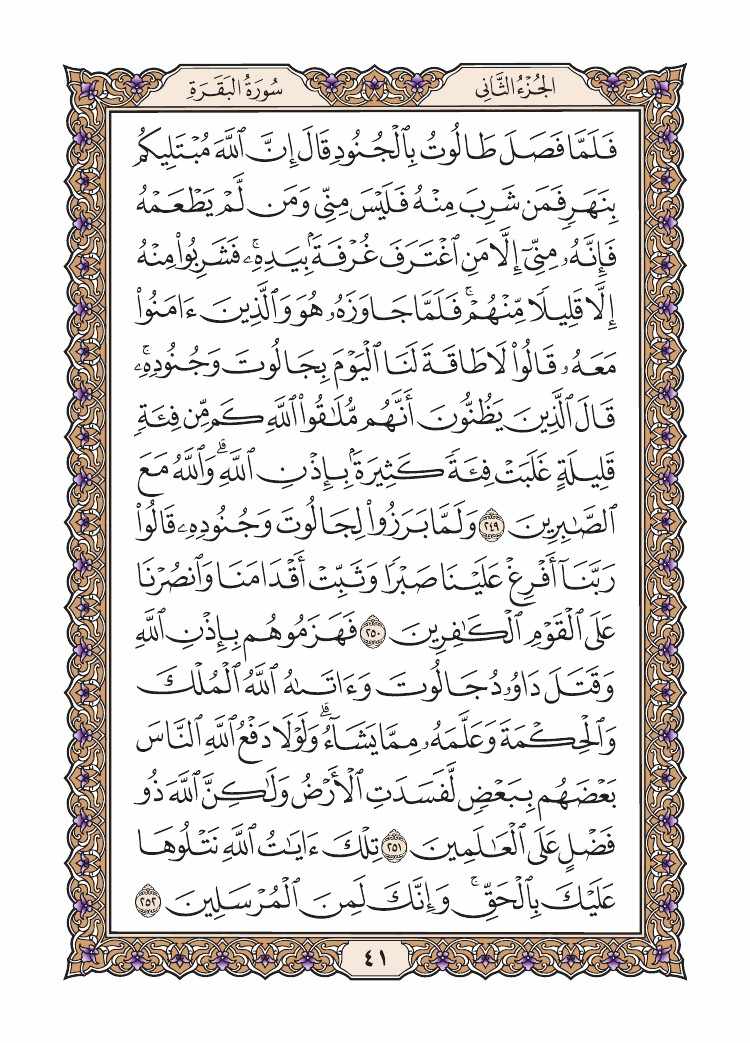 الجُزْءُ الثَّانِي
سُورَةُ البَقَرَةِ
فَلَمَّا فَصَلَ طَالُوتُ بِٱلْجُنُودِ قَالَ إِنَّ ٱللَّهَ مُبْتَلِيكُم
بِنَهَرٍ فَمَن شَرِبَ مِنْهُ فَلَيْسَ مِنِّي وَمَن لَّمْ يَطْعَمْهُ
فَإِنَّهُۥ مِنِّيٓ إِلَّا مَنِ ٱغْتَرَفَ غُرْفَةَۢ بِيَدِهِۦۚ فَشَرِبُوا۟ مِنْهُ
إِلَّا قَلِيلًا مِّنْهُمْۚ فَلَمَّا جَاوَزَهُۥ هُوَ وَٱلَّذِينَ ءَامَنُوا۟
مَعَهُۥ قَالُوا۟ لَا طَاقَةَ لَنَا ٱلْيَوْمَ بِجَالُوتَ وَجُنُودِهِۦۚ
قَالَ ٱلَّذِينَ يَظُنُّونَ أَنَّهُم مُّلَٰقُوا۟ ٱللَّهِ كَم مِّن فِئَةٍ
قَلِيلَةٍ غَلَبَتْ فِئَةً كَثِيرَةَۢ بِإِذْنِ ٱللَّهِۗ وَٱللَّهُ مَعَ
ٱلصَّٰبِرِينَ ٢٤٩ وَلَمَّا بَرَزُوا۟ لِجَالُوتَ وَجُنُودِهِۦ قَالُوا۟
رَبَّنَآ أَفْرِغْ عَلَيْنَا صَبْرًا وَثَبِّتْ أَقْدَامَنَا وَٱنصُرْنَا
عَلَى ٱلْقَوْمِ ٱلْكَٰفِرِينَ ٢٥٠ فَهَزَمُوهُم بِإِذْنِ ٱللَّهِ
وَقَتَلَ دَاوُۥدُ جَالُوتَ وَءَاتَىٰهُ ٱللَّهُ ٱلْمُلْكَ
وَٱلْحِكْمَةَ وَعَلَّمَهُۥ مِمَّا يَشَآءُۗ وَلَوْلَا دَفْعُ ٱللَّهِ ٱلنَّاسَ
بَعْضَهُم بِبَعْضٍ لَّفَسَدَتِ ٱلْأَرْضُ وَلَٰكِنَّ ٱللَّهَ ذُو
فَضْلٍ عَلَى ٱلْعَٰلَمِينَ ٢٥١ تِلْكَ ءَايَٰتُ ٱللَّهِ نَتْلُوهَا
عَلَيْكَ بِٱلْحَقِّۚ وَإِنَّكَ لَمِنَ ٱلْمُرْسَلِينَ ٢٥٢
٤١